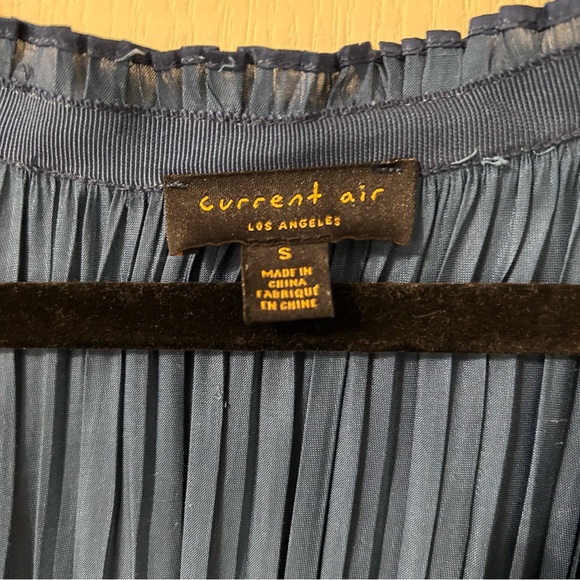 current air
LOS ANGELES
S
MADE IN
CHINA
FABRIQUÉ
EN CHINE